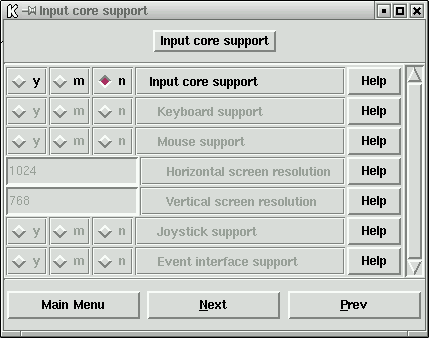 Input core support
Input core support
y m n Input core support Help
y m n Keyboard support Help
y m n Mouse support Help
1024 Horizontal screen resolution Help
768 Vertical screen resolution Help
y m n Joystick support Help
y m n Event interface support Help
Main Menu Next Prev